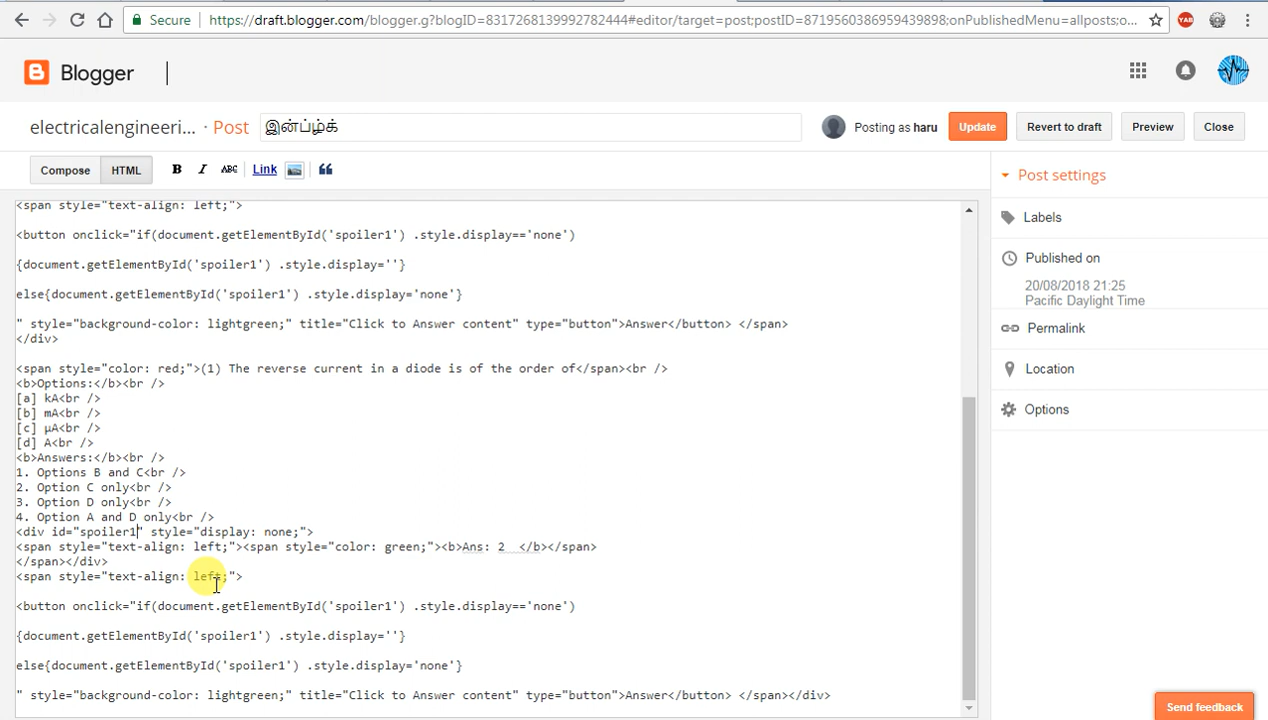 Secure https://draft.blogger.com/blogger.g?blogID=8317268139992782444#editor/target=post;postID=8719560386959439898;onPublishedMenu=allposts;o...
YAB
Blogger
electricalengineeri... · Post இன்ப்ழ்க் Posting as haru Update Revert to draft Preview Close
Compose HTML B I ABC Link
Post settings
Labels
Published on
20/08/2018 21:25
Pacific Daylight Time
Permalink
Location
Options
<span style="text-align: left;">
<button onclick="if(document.getElementById('spoiler1') .style.display=='none')
{document.getElementById('spoiler1') .style.display=''}
else{document.getElementById('spoiler1') .style.display='none'}
" style="background-color: lightgreen;" title="Click to Answer content" type="button">Answer</button> </span>
</div>
<span style="color: red;">(1) The reverse current in a diode is of the order of</span><br />
<b>Options:</b><br />
[a] kA<br />
[b] mA<br />
[c] μA<br />
[d] A<br />
<b>Answers:</b><br />
1. Options B and C<br />
2. Option C only<br />
3. Option D only<br />
4. Option A and D only<br />
<div id="spoiler1" style="display: none;">
<span style="text-align: left;"><span style="color: green;"><b>Ans: 2  </b></span>
</span></div>
<span style="text-align: left;">
<button onclick="if(document.getElementById('spoiler1') .style.display=='none')
{document.getElementById('spoiler1') .style.display=''}
else{document.getElementById('spoiler1') .style.display='none'}
" style="background-color: lightgreen;" title="Click to Answer content" type="button">Answer</button> </span></div>
Send feedback